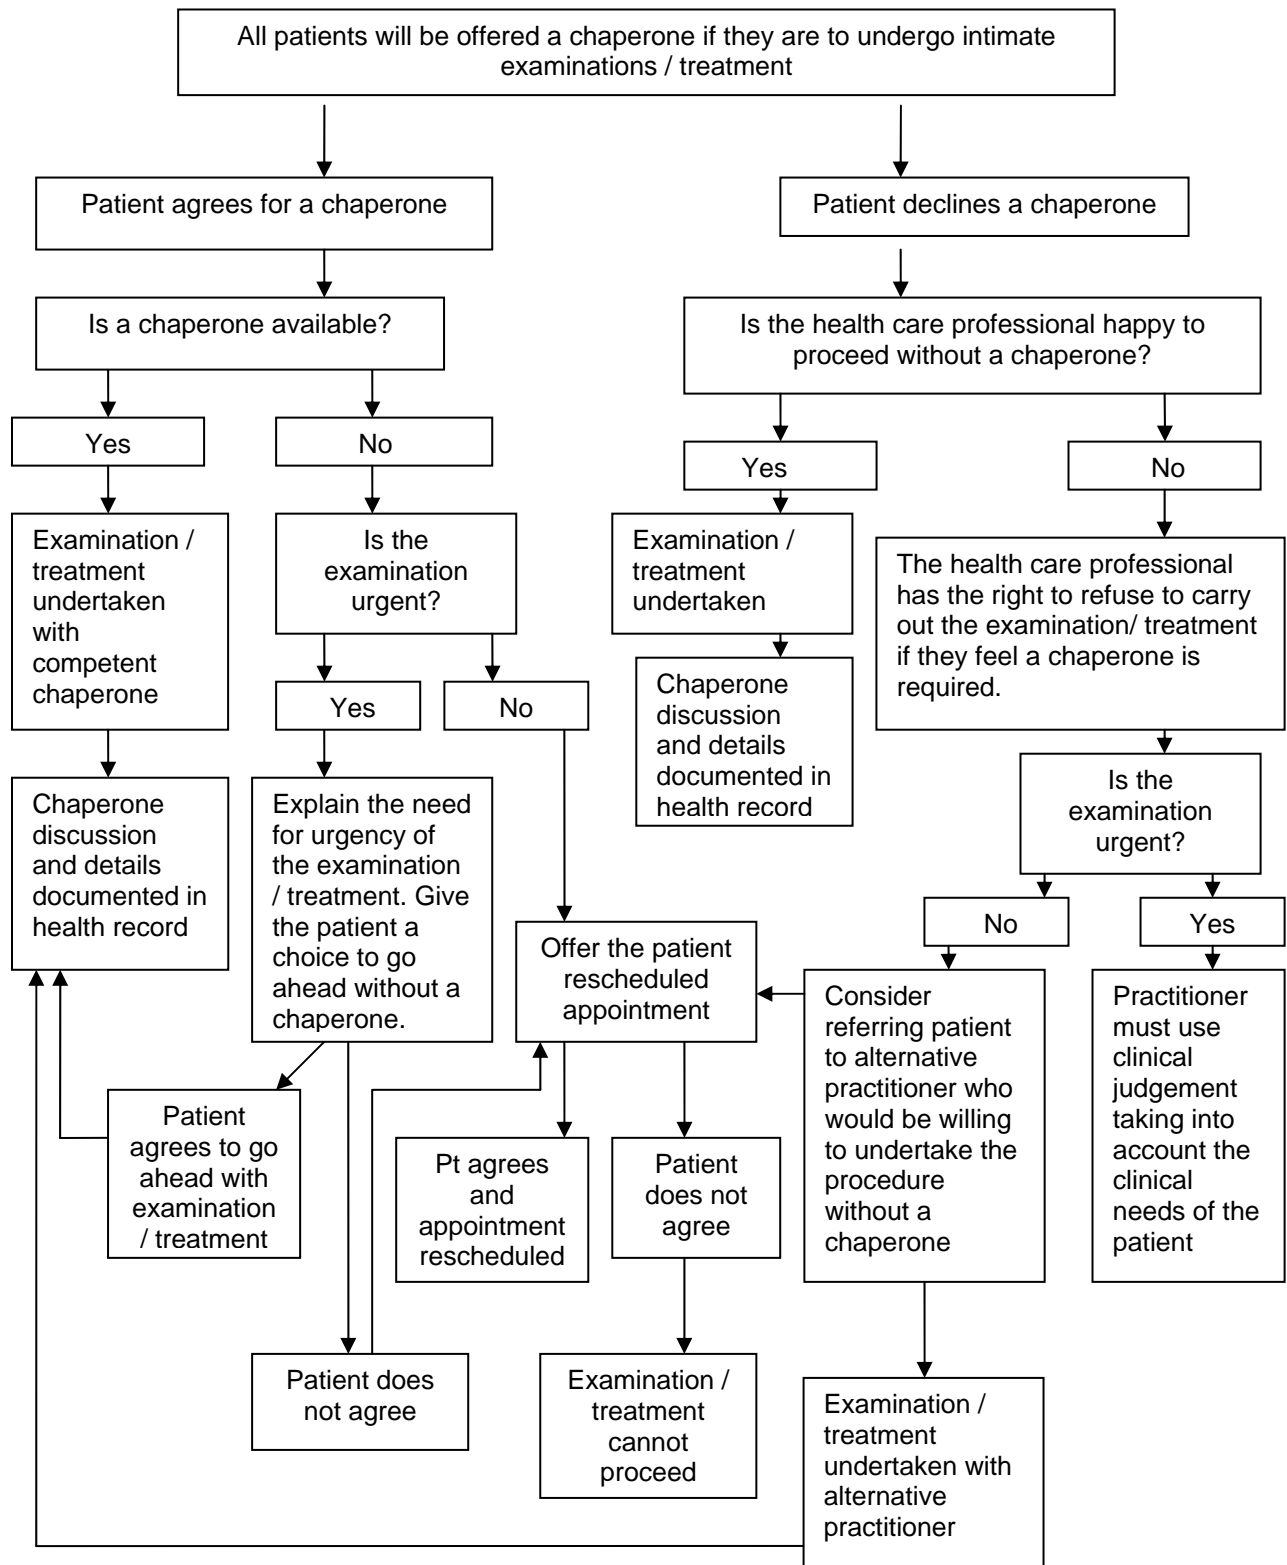 All patients will be offered a chaperone if they are to undergo intimate
examinations / treatment
Patient agrees for a chaperone
Patient declines a chaperone
Is a chaperone available?
Is the health care professional happy to
proceed without a chaperone?
Yes
No
Yes
No
Examination /
treatment
undertaken
with
competent
chaperone
Is the
examination
urgent?
Examination /
treatment
undertaken
The health care professional
has the right to refuse to carry
out the examination/ treatment
if they feel a chaperone is
required.
Yes
No
Chaperone
discussion
and details
documented in
health record
Is the
examination
urgent?
Chaperone
discussion
and details
documented in
health record
Explain the need
for urgency of
the examination
/ treatment. Give
the patient a
choice to go
ahead without a
chaperone.
No
Yes
Offer the patient
rescheduled
appointment
Consider
referring patient
to alternative
practitioner who
would be willing
to undertake the
procedure
without a
chaperone
Practitioner
must use
clinical
judgement
taking into
account the
clinical
needs of the
patient
Patient
agrees to go
ahead with
examination
/ treatment
Pt agrees
and
appointment
rescheduled
Patient
does not
agree
Patient does
not agree
Examination /
treatment
cannot
proceed
Examination /
treatment
undertaken with
alternative
practitioner